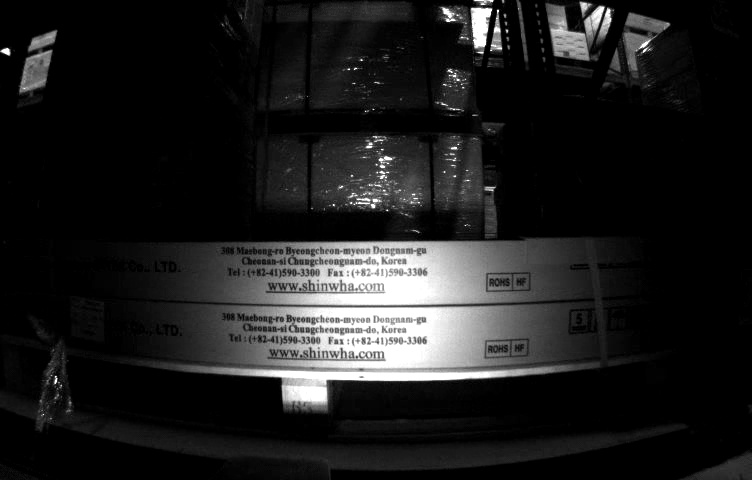 Co., LTD.
308 Maebong-ro Byeongcheon-myeon Dongnam-gu
Cheonan-si Chungcheongnam-do, Korea
Tel : (+82-41)590-3300 Fax : (+82-41)590-3306
www.shinwha.com
ROHS HF
Co., LTD.
308 Maebong-ro Byeongcheon-myeon Dongnam-gu
Cheonan-si Chungcheongnam-do, Korea
Tel : (+82-41)590-3300 Fax : (+82-41)590-3306
www.shinwha.com
ROHS HF
5